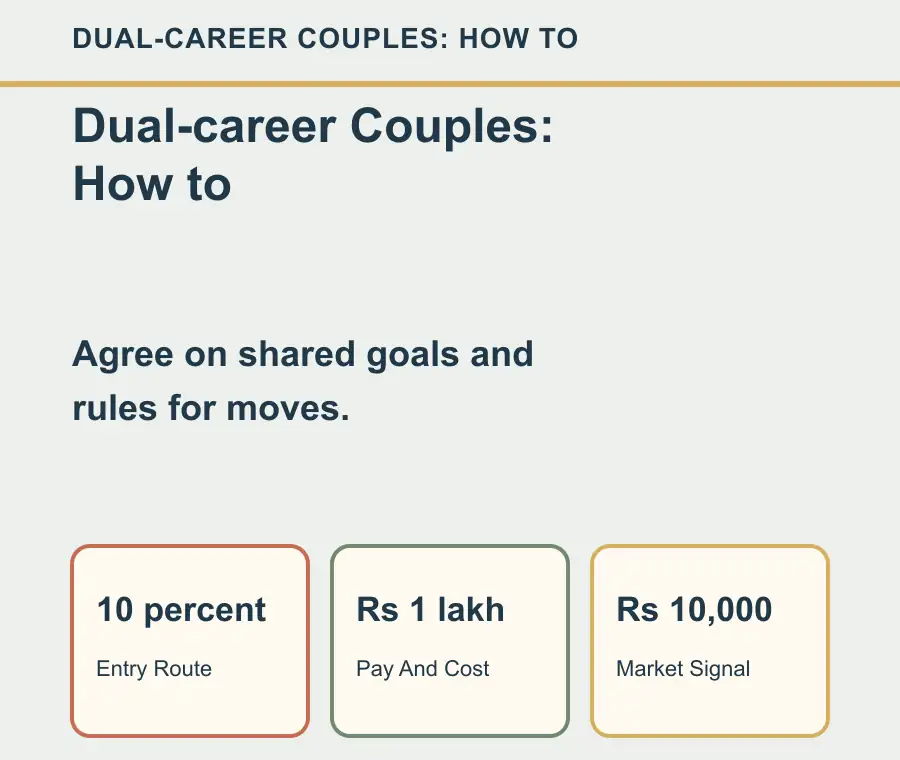 DUAL-CAREER COUPLES: HOW TO
Dual-career Couples:
How to
Agree on shared goals and
rules for moves.
10 percent
Entry Route
Rs 1 lakh
Pay And Cost
Rs 10,000
Market Signal